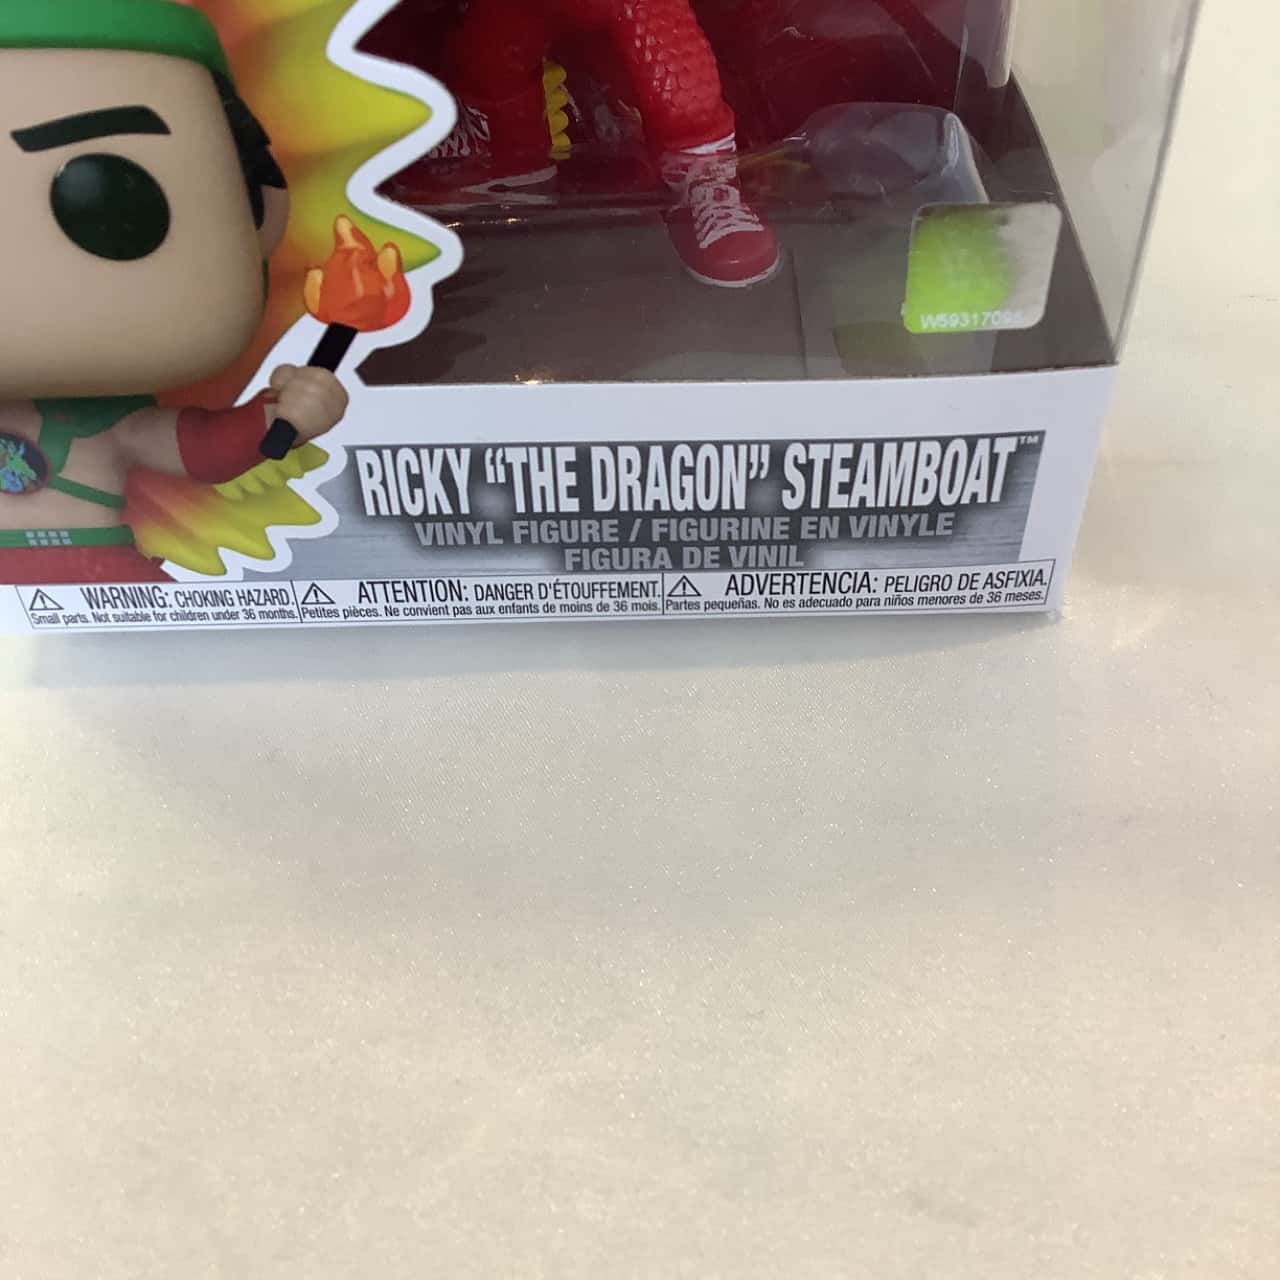 W59317095
RICKY “THE DRAGON” STEAMBOAT™
VINYL FIGURE / FIGURINE EN VINYLE
FIGURA DE VINIL
WARNING: CHOKING HAZARD.
Small parts. Not suitable for children under 36 months.
ATTENTION: DANGER D'ÉTOUFFEMENT.
Petites pièces. Ne convient pas aux enfants de moins de 36 mois.
ADVERTENCIA: PELIGRO DE ASFIXIA.
Partes pequeñas. No es adecuado para niños menores de 36 meses.